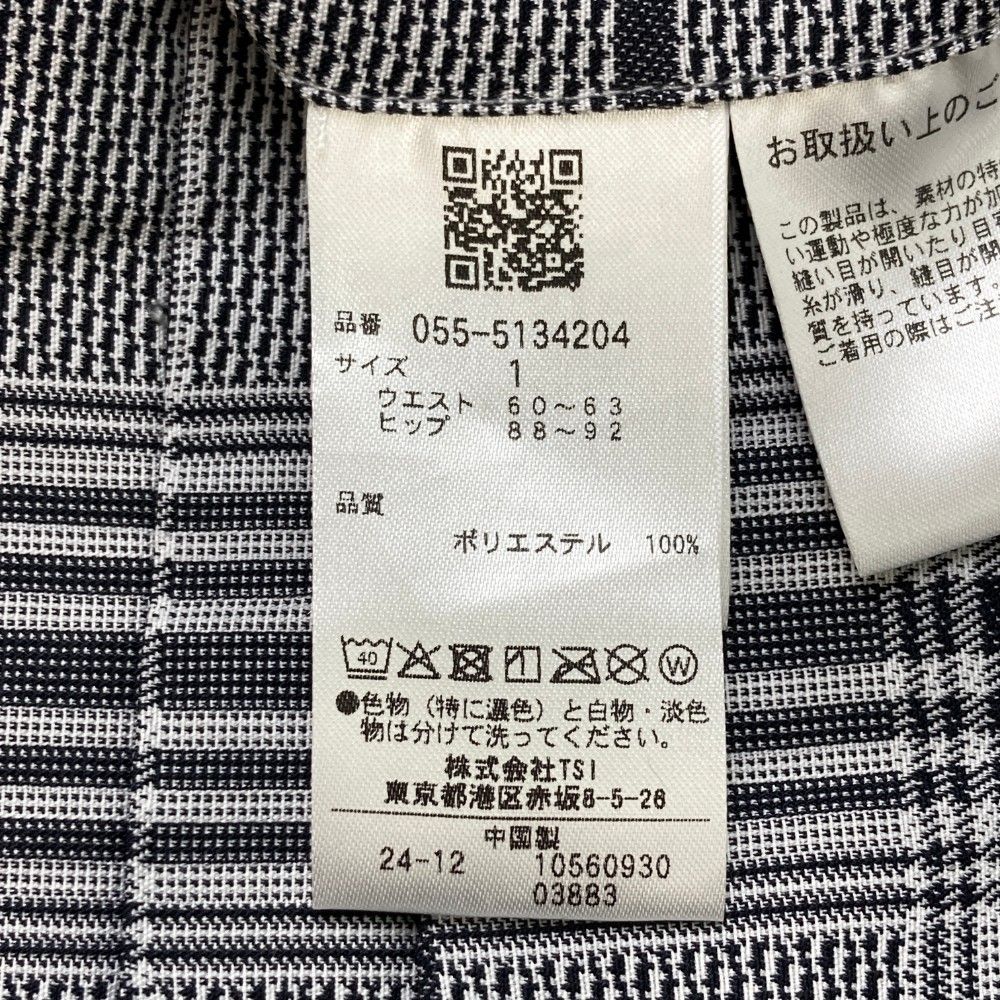 品番 055-5134204
サイズ 1
ウエスト 60〜63
ヒップ 88〜92
品質
ポリエステル 100%
40
●色物（特に濃色）と白物・淡色
物は分けて洗ってください。
株式会社TSI
東京都港区赤坂8-5-28
中国製
24-12 10560930
03883
お取扱い上のご
この製品は、素材の特
い運動や極度な力が加
縫い目が開いたり目
糸が滑り、縫目が開
質を持っています。
ご着用の際はご注